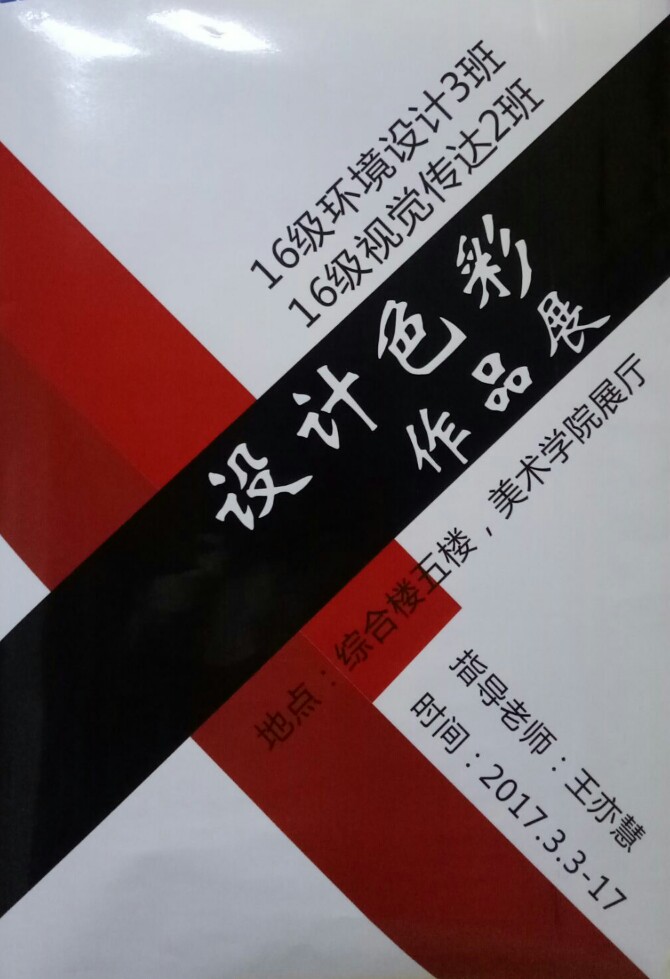 16级环境设计3班
16级视觉传达2班
设计色彩
作品展
地点：综合楼五楼，美术学院展厅
指导老师：王亦慧
时间：2017.3.3-17